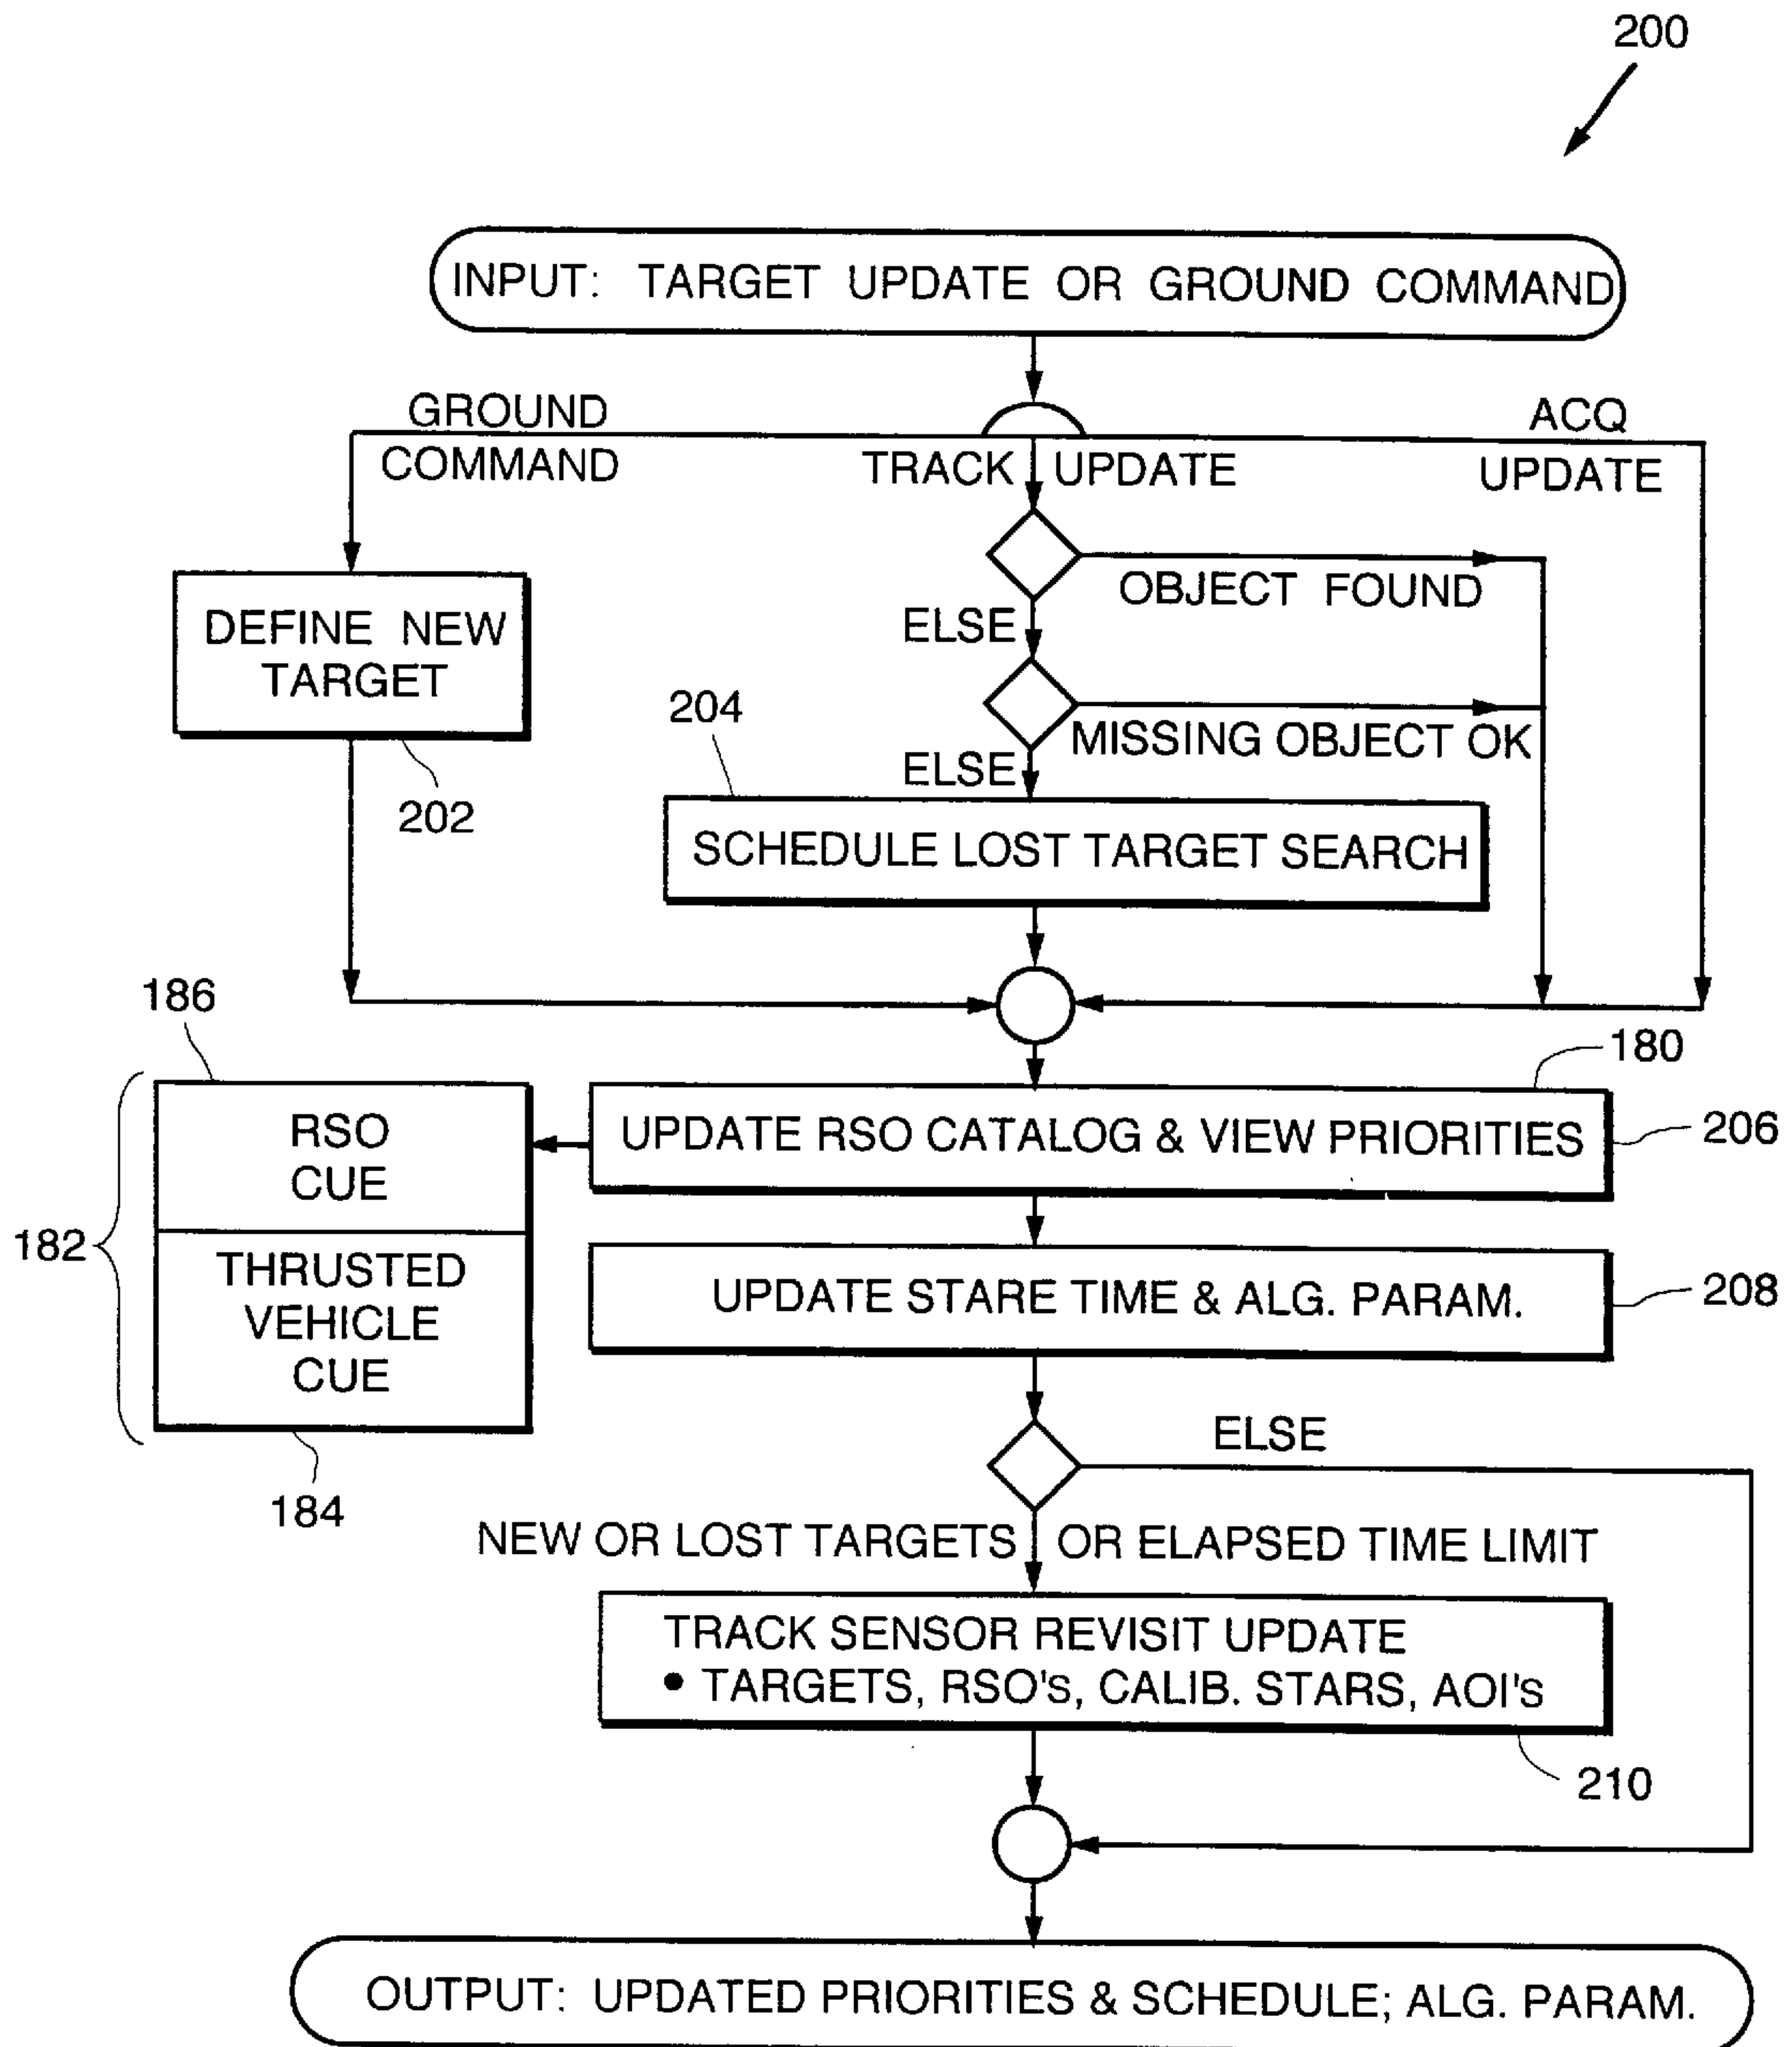 200
INPUT: TARGET UPDATE OR GROUND COMMAND
GROUND
COMMAND
TRACK UPDATE
ACQ
UPDATE
OBJECT FOUND
ELSE
DEFINE NEW
TARGET
202
MISSING OBJECT OK
ELSE
204
SCHEDULE LOST TARGET SEARCH
186
180
RSO
CUE
UPDATE RSO CATALOG & VIEW PRIORITIES
206
182
THRUSTED
VEHICLE
CUE
184
UPDATE STARE TIME & ALG. PARAM.
208
ELSE
NEW OR LOST TARGETS OR ELAPSED TIME LIMIT
TRACK SENSOR REVISIT UPDATE
• TARGETS, RSO's, CALIB. STARS, AOI's
210
OUTPUT: UPDATED PRIORITIES & SCHEDULE; ALG. PARAM.